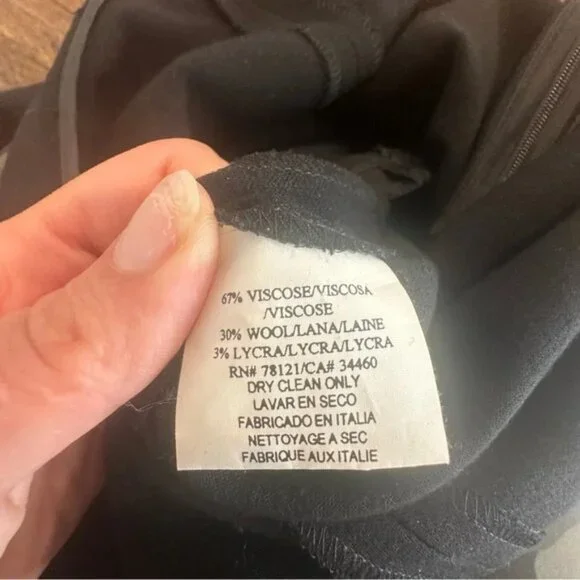 67% VISCOSE/VISCOSA
/VISCOSE
30% WOOL/LANA/LAINE
3% LYCRA/LYCRA/LYCRA
RN# 78121/CA# 34460
DRY CLEAN ONLY
LAVAR EN SECO
FABRICADO EN ITALIA
NETTOYAGE A SEC
FABRIQUE AUX ITALIE